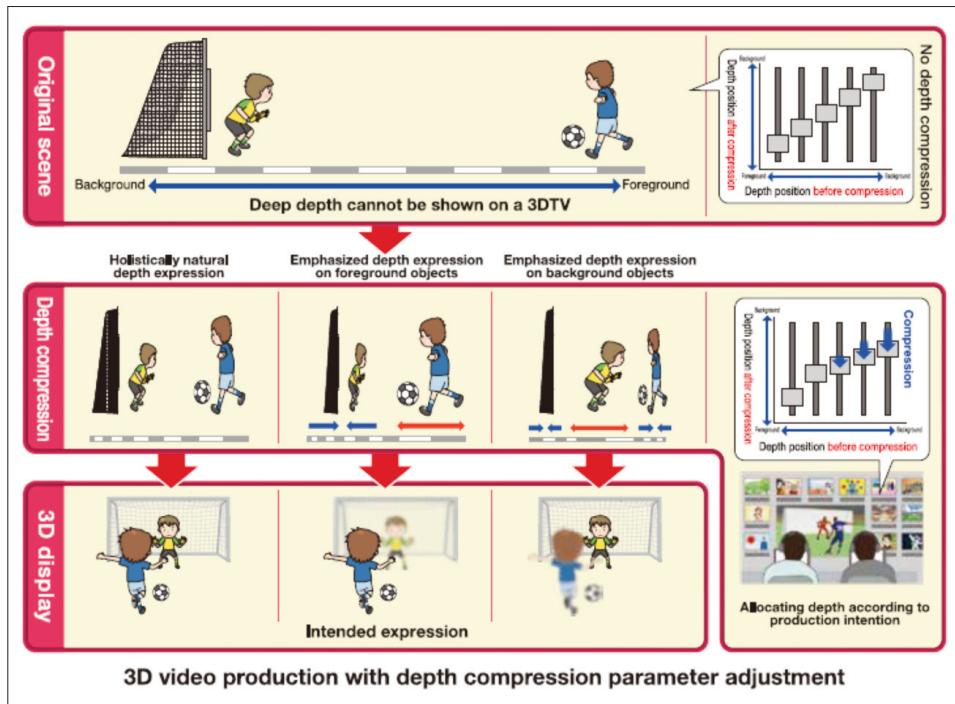 Original scene
Background
Foreground
Deep depth cannot be shown on a 3DTV
Background
Depth position after compression
Foreground
Background
Depth position before compression
No depth compression
Holistically natural
depth expression
Emphasized depth expression
on foreground objects
Emphasized depth expression
on background objects
Depth compression
Background
Depth position after compression
Compression
Foreground
Background
Depth position before compression
3D display
Intended expression
Allocating depth according to
production intention
3D video production with depth compression parameter adjustment